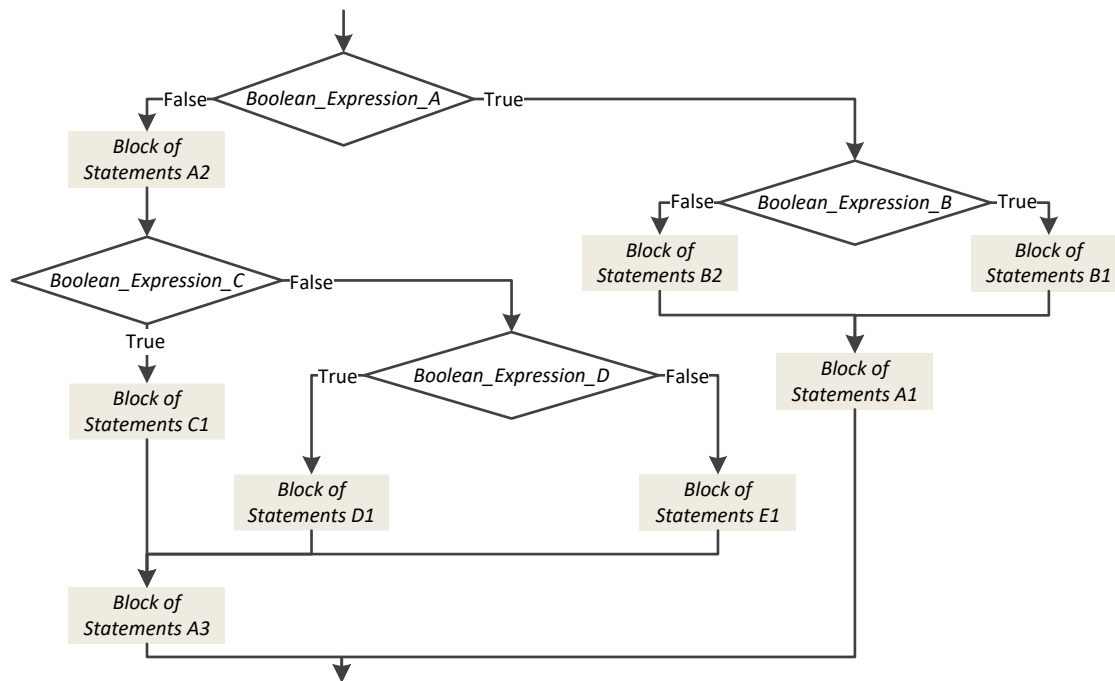 Boolean_Expression_A
False
True
Block of
Statements A2
Boolean_Expression_B
False
True
Block of
Statements B2
Block of
Statements B1
Boolean_Expression_C
False
True
Boolean_Expression_D
True
False
Block of
Statements A1
Block of
Statements C1
Block of
Statements D1
Block of
Statements E1
Block of
Statements A3